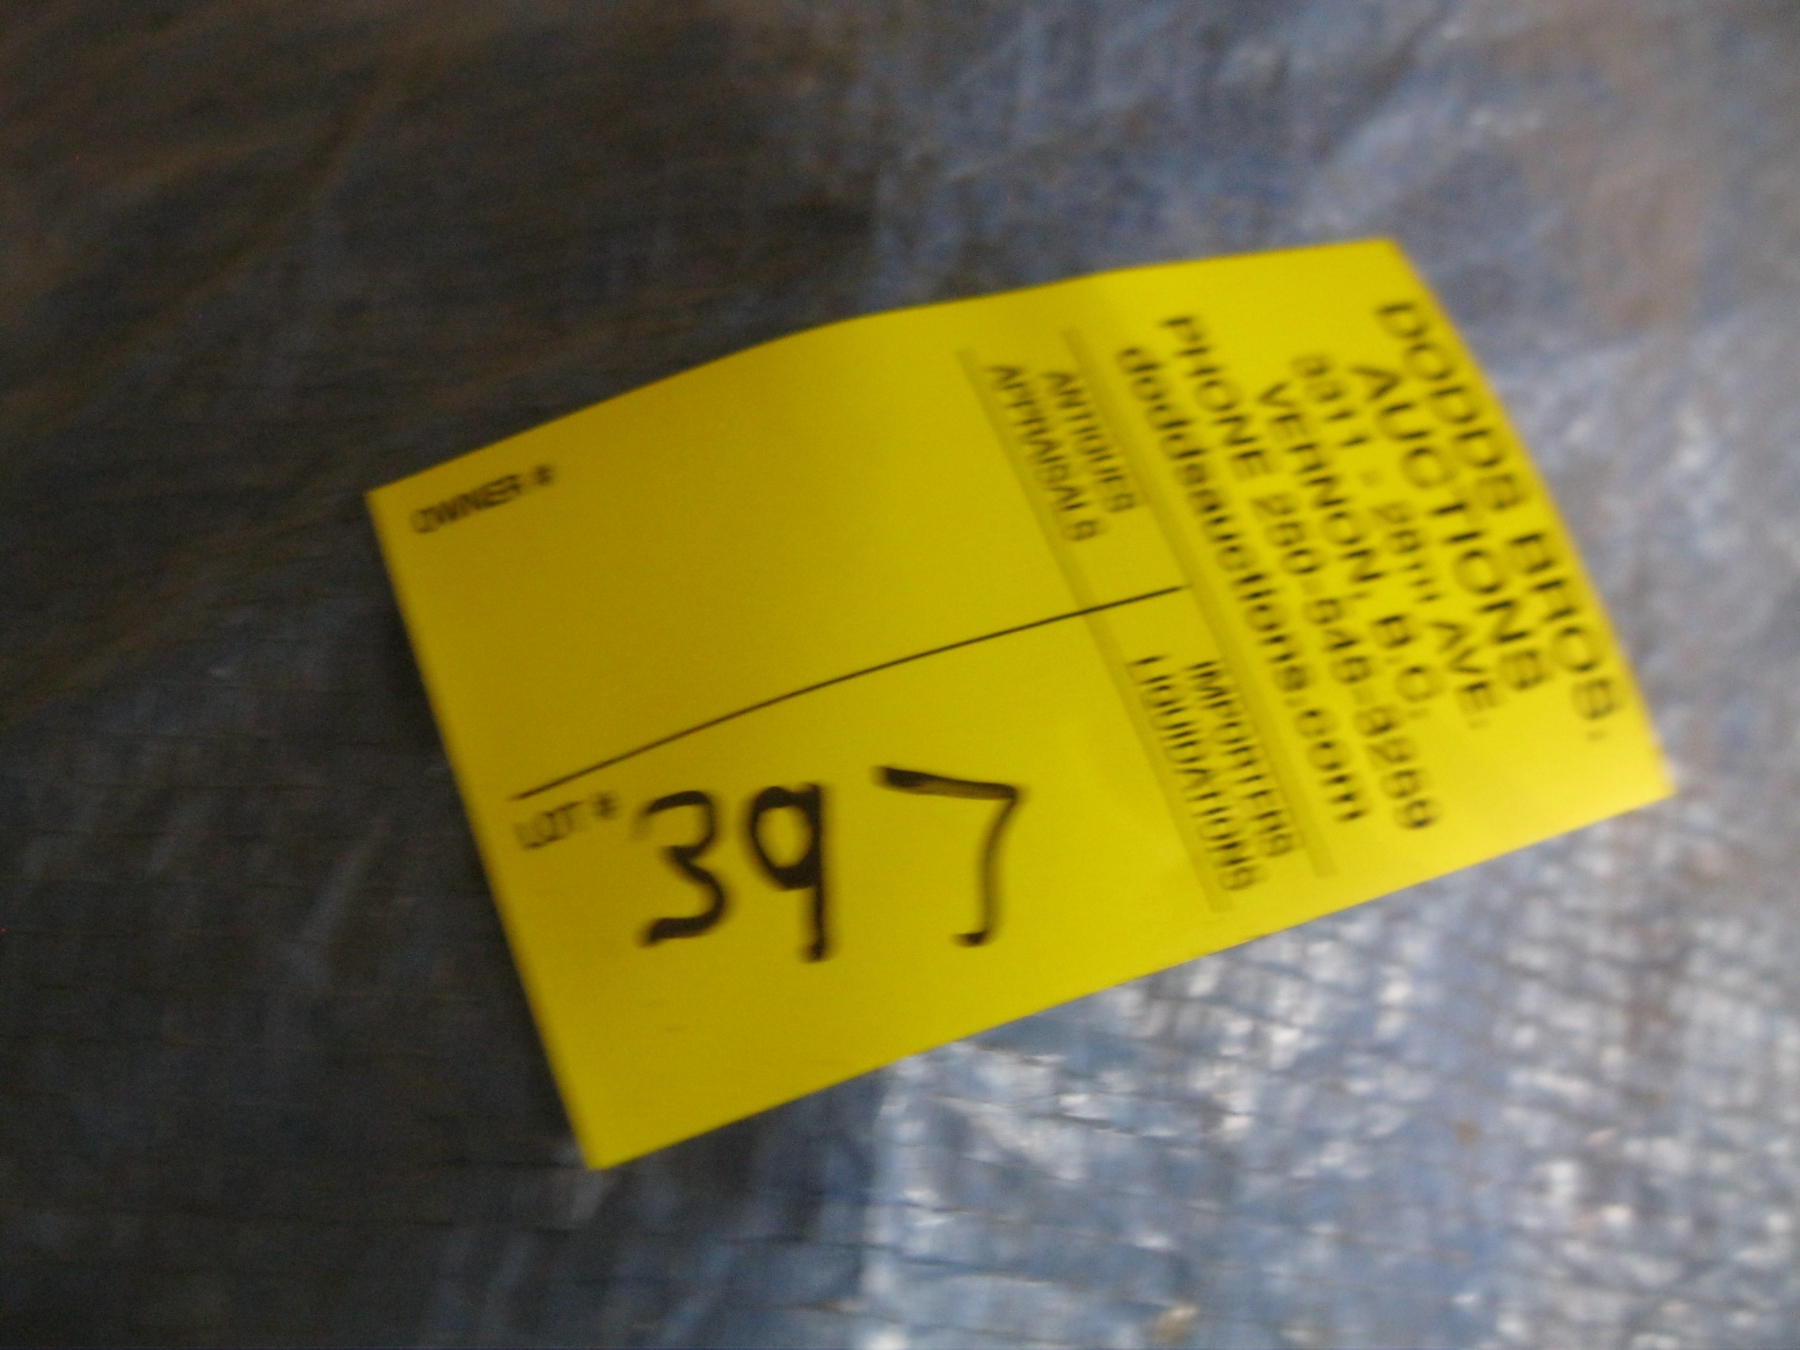 DODDS BROS.
AUCTIONS
3311 - 28TH AVE.
VERNON, B.C.
PHONE 250-545-3259
doddsauctions.com
ANTIQUES IMPORTERS
APPRAISALS LIQUIDATIONS
OWNER #
LOT # 397